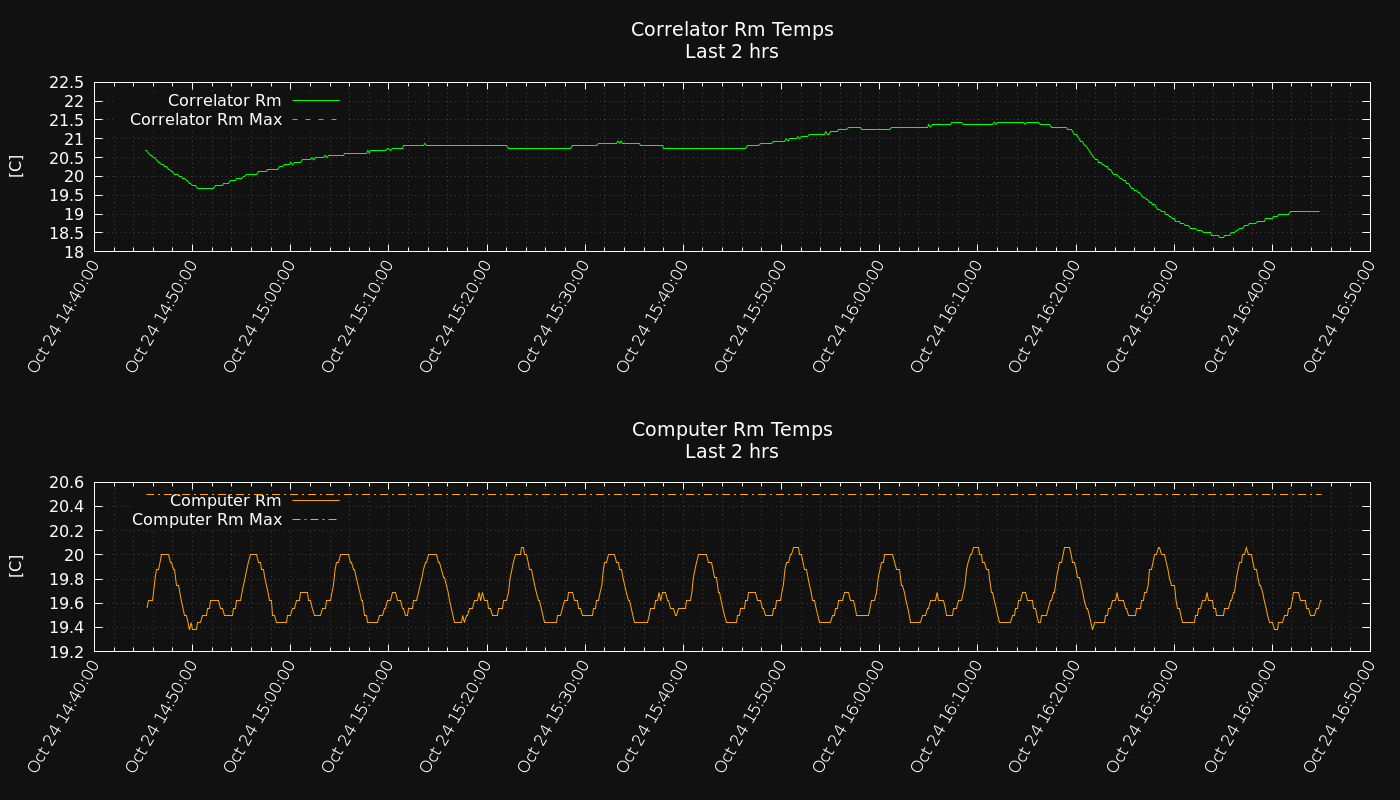 Correlator Rm Temps
Last 2 hrs
22.5
22
21.5
21
20.5
20
19.5
19
18.5
18
[C]
Correlator Rm
Correlator Rm Max
Oct 24 14:40:00
Oct 24 14:50:00
Oct 24 15:00:00
Oct 24 15:10:00
Oct 24 15:20:00
Oct 24 15:30:00
Oct 24 15:40:00
Oct 24 15:50:00
Oct 24 16:00:00
Oct 24 16:10:00
Oct 24 16:20:00
Oct 24 16:30:00
Oct 24 16:40:00
Oct 24 16:50:00
Computer Rm Temps
Last 2 hrs
20.6
20.4
20.2
20
19.8
19.6
19.4
19.2
[C]
Computer Rm
Computer Rm Max
Oct 24 14:40:00
Oct 24 14:50:00
Oct 24 15:00:00
Oct 24 15:10:00
Oct 24 15:20:00
Oct 24 15:30:00
Oct 24 15:40:00
Oct 24 15:50:00
Oct 24 16:00:00
Oct 24 16:10:00
Oct 24 16:20:00
Oct 24 16:30:00
Oct 24 16:40:00
Oct 24 16:50:00